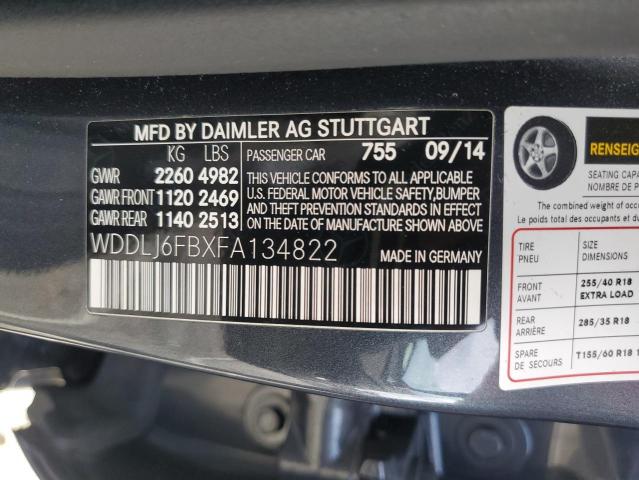 MFD BY DAIMLER AG STUTTGART
KG LBS PASSENGER CAR 755 09/14
GVWR 2260 4982
GAWR FRONT 1120 2469
GAWR REAR 1140 2513
THIS VEHICLE CONFORMS TO ALL APPLICABLE
U.S. FEDERAL MOTOR VEHICLE SAFETY, BUMPER
AND THEFT PREVENTION STANDARDS IN EFFECT
ON THE DATE OF MANUFACTURE SHOWN ABOVE.
WDDLJ6FBXFA134822 MADE IN GERMANY
RENSEIGN
SEATING CAPA
NOMBRE DE P
The combined weight of occupa
Le poids total des occupants et du
TIRE SIZE
PNEU DIMENSIONS
FRONT 255/40 R18
AVANT EXTRA LOAD
REAR 285/35 R18
ARRIÈRE
SPARE T155/60 R18 1
DE SECOURS